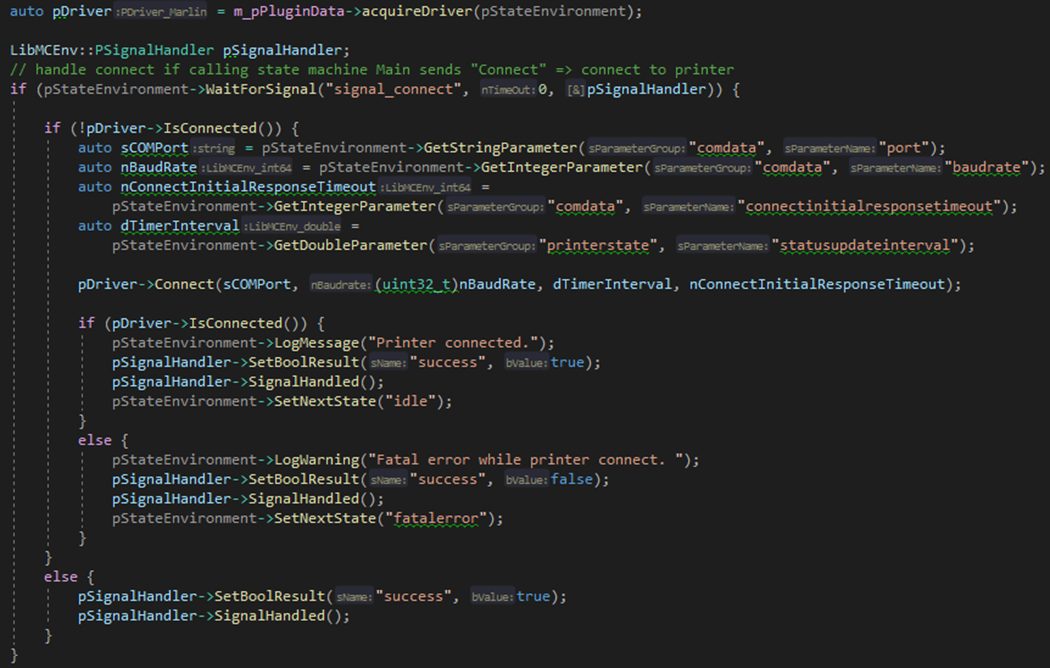 auto pDriver :PDriver_Marlin = m_pPluginData->acquireDriver(pStateEnvironment);
LibMCEnv::PSignalHandler pSignalHandler;
// handle connect if calling state machine Main sends "Connect" => connect to printer
if (pStateEnvironment->WaitForSignal("signal_connect", nTimeOut: 0, [&] pSignalHandler)) {
if (!pDriver->IsConnected()) {
auto sCOMPort :string = pStateEnvironment->GetStringParameter( sParameterGroup: "comdata", sParameterName: "port");
auto nBaudRate :LibMCEnv_int64 = pStateEnvironment->GetIntegerParameter( sParameterGroup: "comdata", sParameterName: "baudrate");
auto nConnectInitialResponseTimeout :LibMCEnv_int64 =
pStateEnvironment->GetIntegerParameter( sParameterGroup: "comdata", sParameterName: "connectinitialresponsetimeout");
auto dTimerInterval :LibMCEnv_double =
pStateEnvironment->GetDoubleParameter( sParameterGroup: "printerstate", sParameterName: "statusupdateinterval");
pDriver->Connect(sCOMPort, nBaudrate: (uint32_t)nBaudRate, dTimerInterval, nConnectInitialResponseTimeout);
if (pDriver->IsConnected()) {
pStateEnvironment->LogMessage("Printer connected.");
pSignalHandler->SetBoolResult( sName: "success", bValue: true);
pSignalHandler->SignalHandled();
pStateEnvironment->SetNextState("idle");
}
else {
pStateEnvironment->LogWarning("Fatal error while printer connect. ");
pSignalHandler->SetBoolResult( sName: "success", bValue: false);
pSignalHandler->SignalHandled();
pStateEnvironment->SetNextState("fatalerror");
}
}
else {
pSignalHandler->SetBoolResult( sName: "success", bValue: true);
pSignalHandler->SignalHandled();
}
}